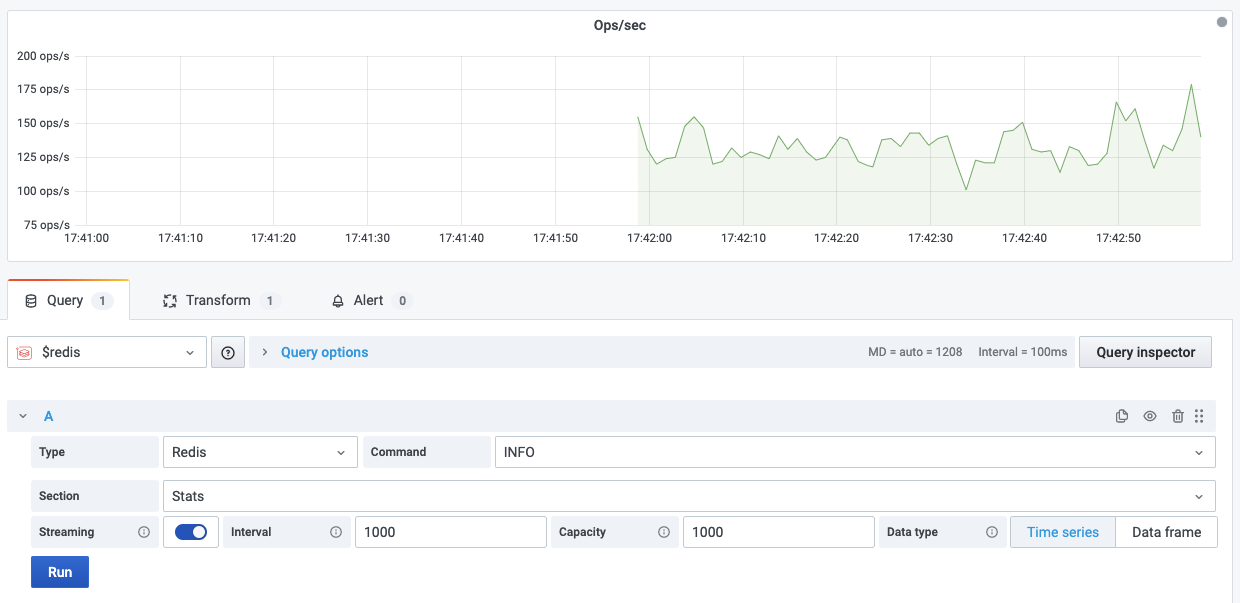 Ops/sec
200 ops/s
175 ops/s
150 ops/s
125 ops/s
100 ops/s
75 ops/s
17:41:00 17:41:10 17:41:20 17:41:30 17:41:40 17:41:50 17:42:00 17:42:10 17:42:20 17:42:30 17:42:40 17:42:50
Query 1 Transform 1 Alert 0
$redis ? > Query options MD = auto = 1208 Interval = 100ms Query inspector
A
Type Redis Command INFO
Section Stats
Streaming Interval 1000 Capacity 1000 Data type Time series Data frame
Run